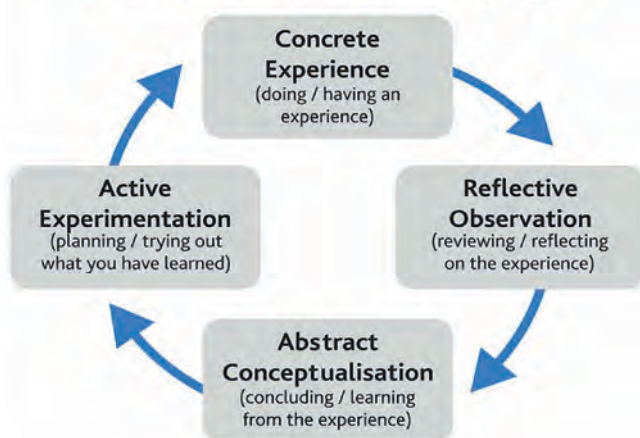 Concrete
Experience
(doing / having an
experience)
Active
Experimentation
(planning / trying out
what you have learned)
Reflective
Observation
(reviewing / reflecting
on the experience)
Abstract
Conceptualisation
(concluding / learning
from the experience)